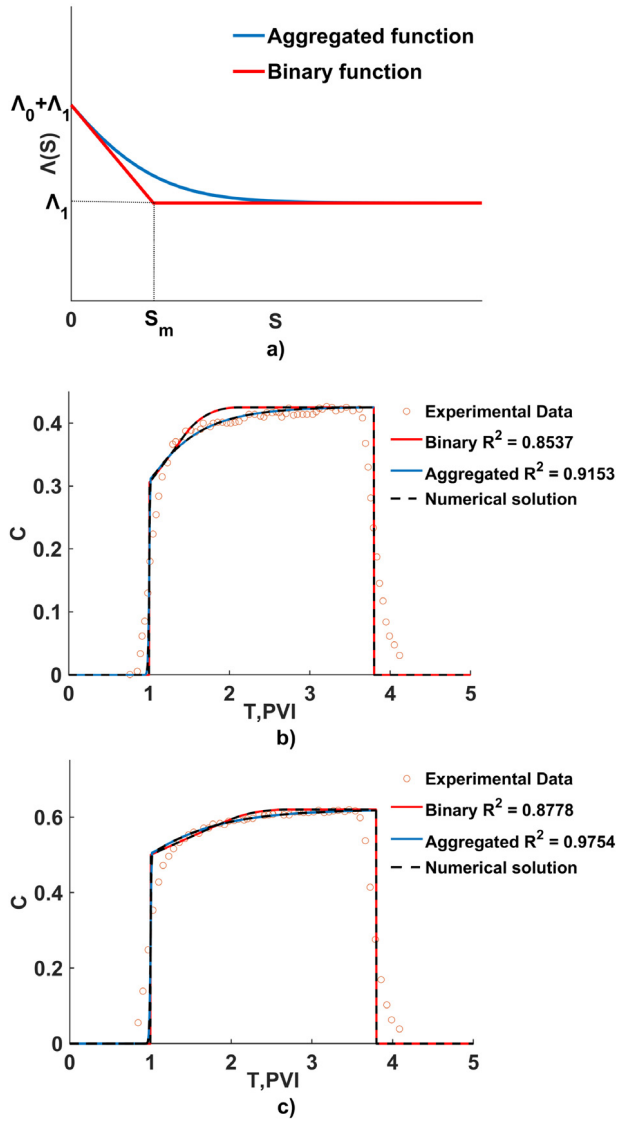 Aggregated function
Binary function
Λ₀+Λ₁
Λ(S)
Λ₁
0
Sₘ
S
a)
0.4
0.3
0.2
0.1
0
C
Experimental Data
Binary R² = 0.8537
Aggregated R² = 0.9153
Numerical solution
0 1 2 3 4 5
T,PVI
b)
0.6
0.4
0.2
0
C
Experimental Data
Binary R² = 0.8778
Aggregated R² = 0.9754
Numerical solution
0 1 2 3 4 5
T,PVI
c)